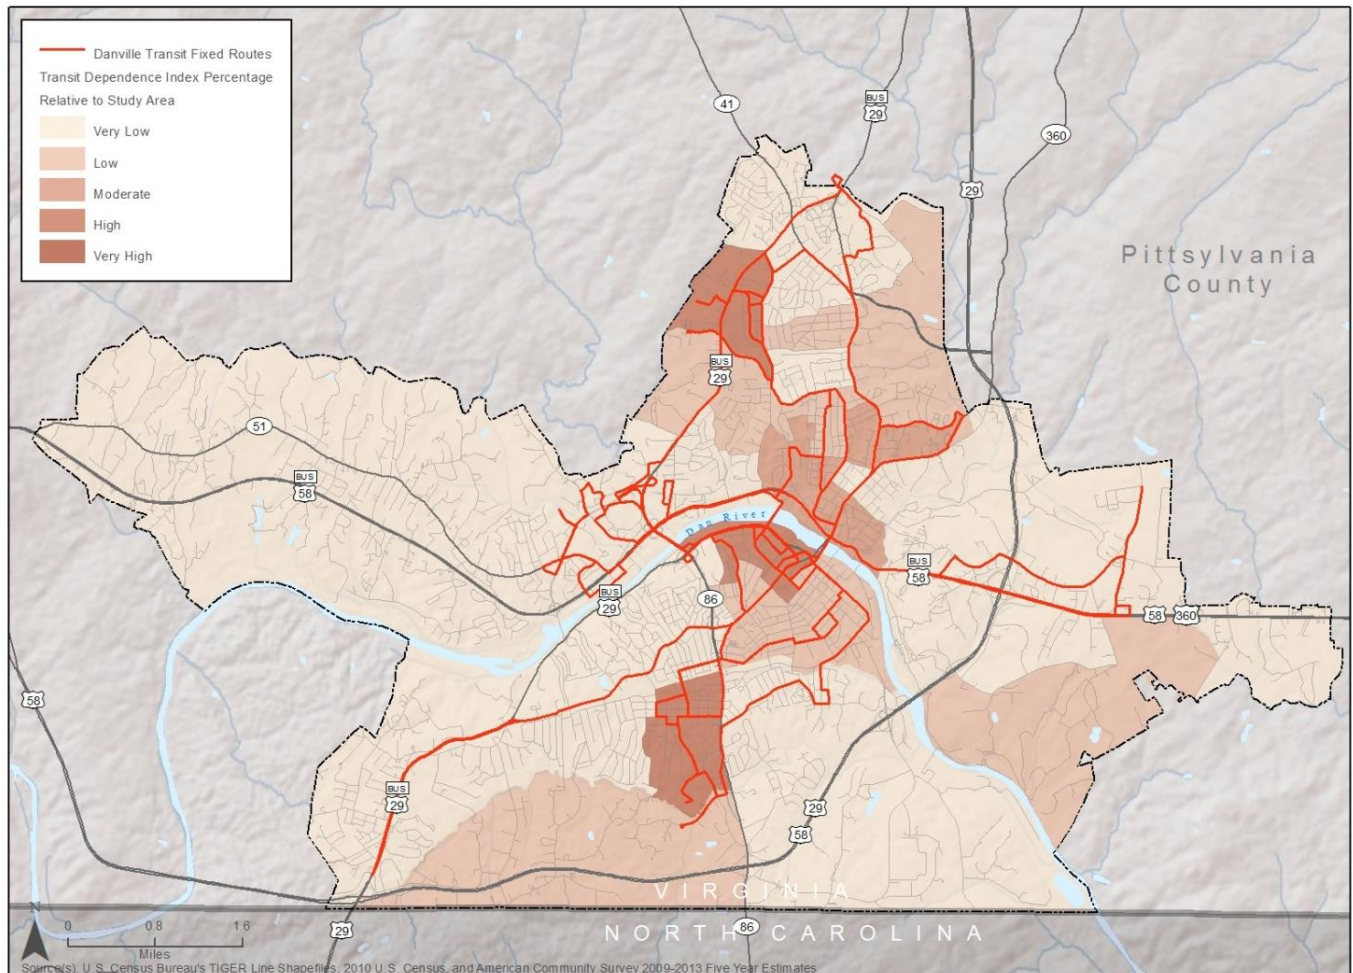 Danville Transit Fixed Routes
Transit Dependence Index Percentage
Relative to Study Area
Very Low
Low
Moderate
High
Very High
41
BUS
29
360
29
Pittsylvania
County
BUS
29
51
BUS
58
Dan River
BUS
58
BUS
29
86
58 360
58
BUS
29
29
58
VIRGINIA
NORTH CAROLINA
86
29
N
0 0 8 1 6
Miles
Source(s): U.S. Census Bureau's TIGER Line Shapefiles, 2010 U.S. Census, and American Community Survey 2009-2013 Five Year Estimates